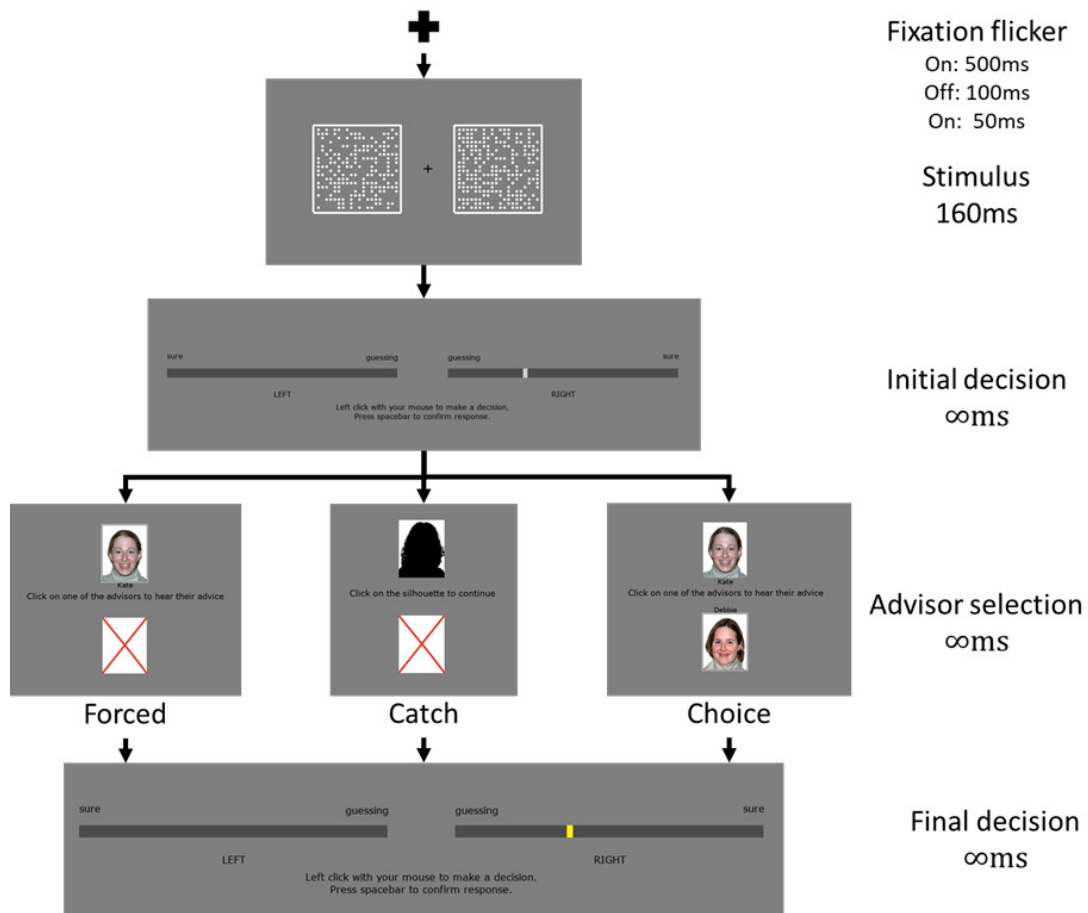 Fixation flicker
On: 500ms
Off: 100ms
On: 50ms
Stimulus
160ms
sure guessing guessing sure
LEFT RIGHT
Left click with your mouse to make a decision.
Press spacebar to confirm response.
Initial decision
∞ms
Kate
Click on one of the advisors to hear their advice
Click on the silhouette to continue
Kate
Click on one of the advisors to hear their advice
Debbie
Advisor selection
∞ms
Forced Catch Choice
sure guessing guessing sure
LEFT RIGHT
Left click with your mouse to make a decision.
Press spacebar to confirm response.
Final decision
∞ms